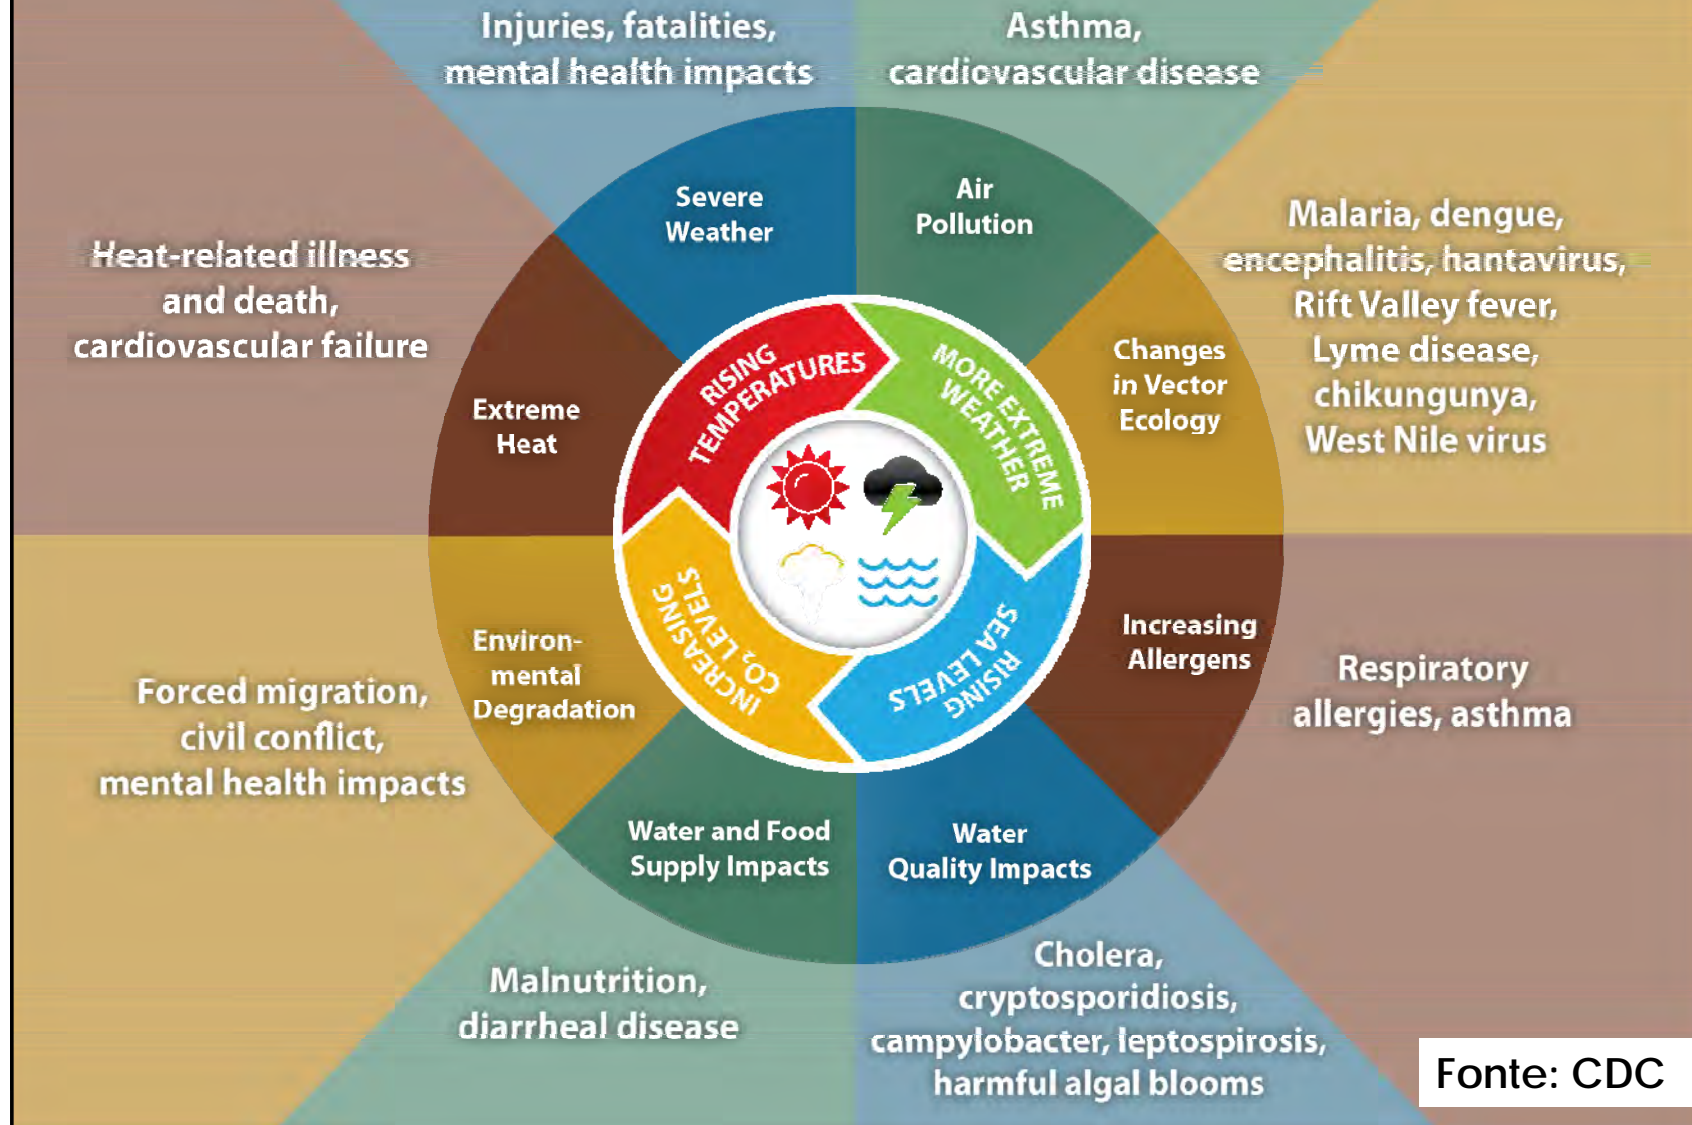 Injuries, fatalities,
mental health impacts
Asthma,
cardiovascular disease
Severe
Weather
Air
Pollution
Heat-related illness
and death,
cardiovascular failure
Malaria, dengue,
encephalitis, hantavirus,
Rift Valley fever,
Lyme disease,
chikungunya,
West Nile virus
Extreme
Heat
Changes
in Vector
Ecology
RISING
TEMPERATURES
MORE EXTREME
WEATHER
INCREASING
CO₂ LEVELS
RISING
SEA LEVELS
Environ-
mental
Degradation
Increasing
Allergens
Forced migration,
civil conflict,
mental health impacts
Respiratory
allergies, asthma
Water and Food
Supply Impacts
Water
Quality Impacts
Malnutrition,
diarrheal disease
Cholera,
cryptosporidiosis,
campylobacter, leptospirosis,
harmful algal blooms
Fonte: CDC